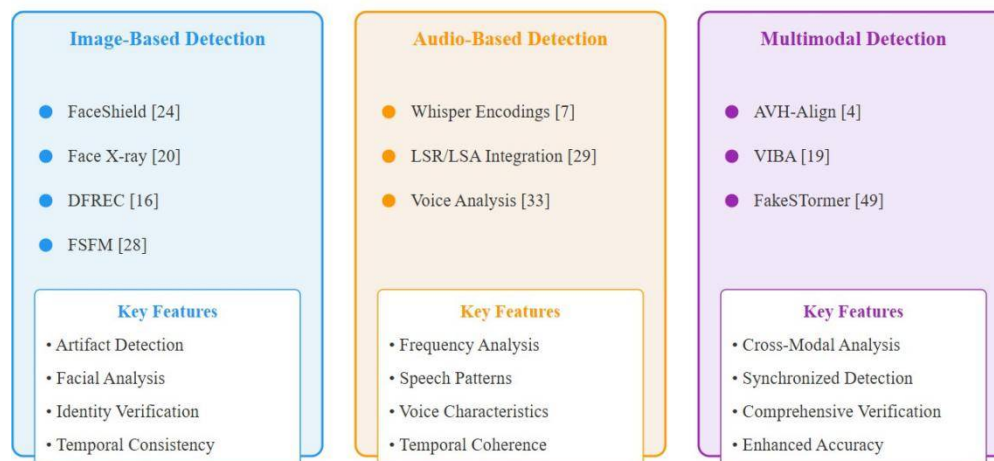 Image-Based Detection
FaceShield [24]
Face X-ray [20]
DFREC [16]
FSFM [28]
Key Features
• Artifact Detection
• Facial Analysis
• Identity Verification
• Temporal Consistency
Audio-Based Detection
Whisper Encodings [7]
LSR/LSA Integration [29]
Voice Analysis [33]
Key Features
• Frequency Analysis
• Speech Patterns
• Voice Characteristics
• Temporal Coherence
Multimodal Detection
AVH-Align [4]
VIBA [19]
FakeSTormer [49]
Key Features
• Cross-Modal Analysis
• Synchronized Detection
• Comprehensive Verification
• Enhanced Accuracy